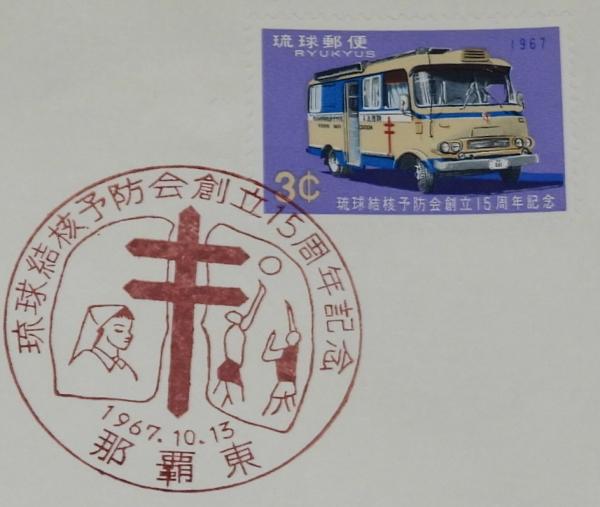 琉球郵便
RYUKYUS
1967
3¢
琉球結核予防会創立15周年記念
琉球結核予防会創立15周年記念
1967.10.13
那覇東